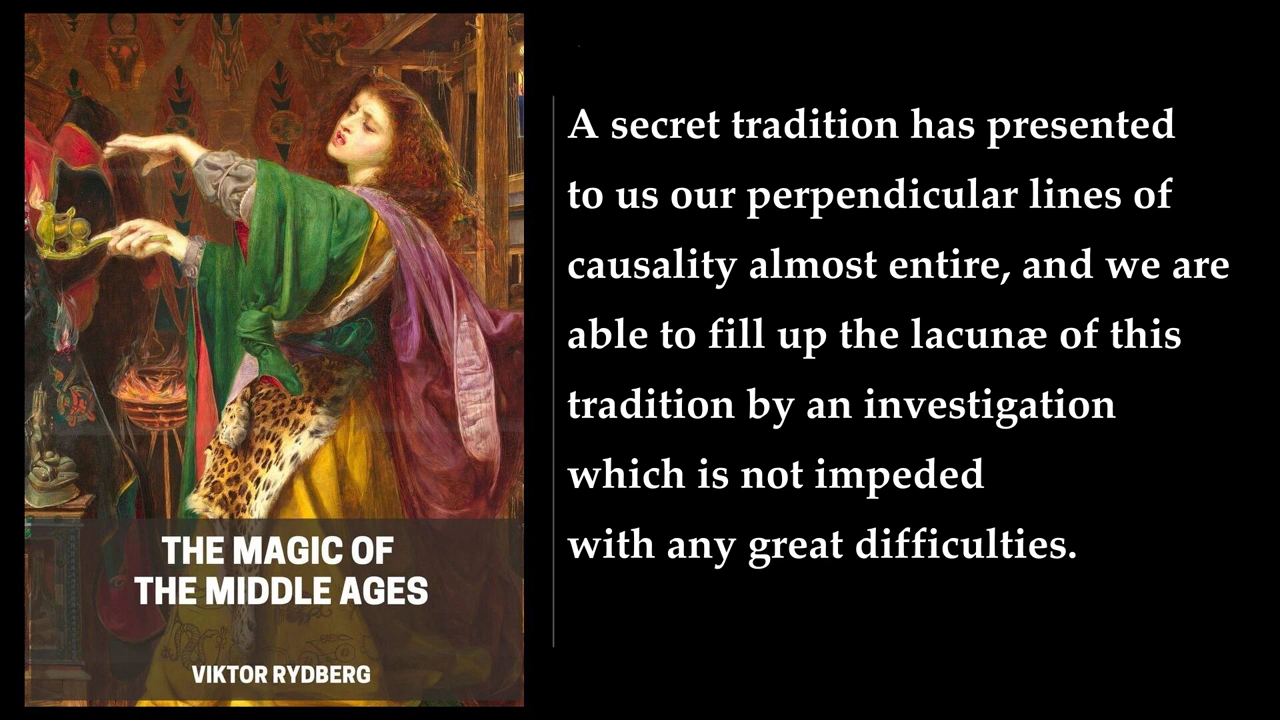 THE MAGIC OF
THE MIDDLE AGES
VIKTOR RYDBERG
A secret tradition has presented
to us our perpendicular lines of
causality almost entire, and we are
able to fill up the lacunæ of this
tradition by an investigation
which is not impeded
with any great difficulties.